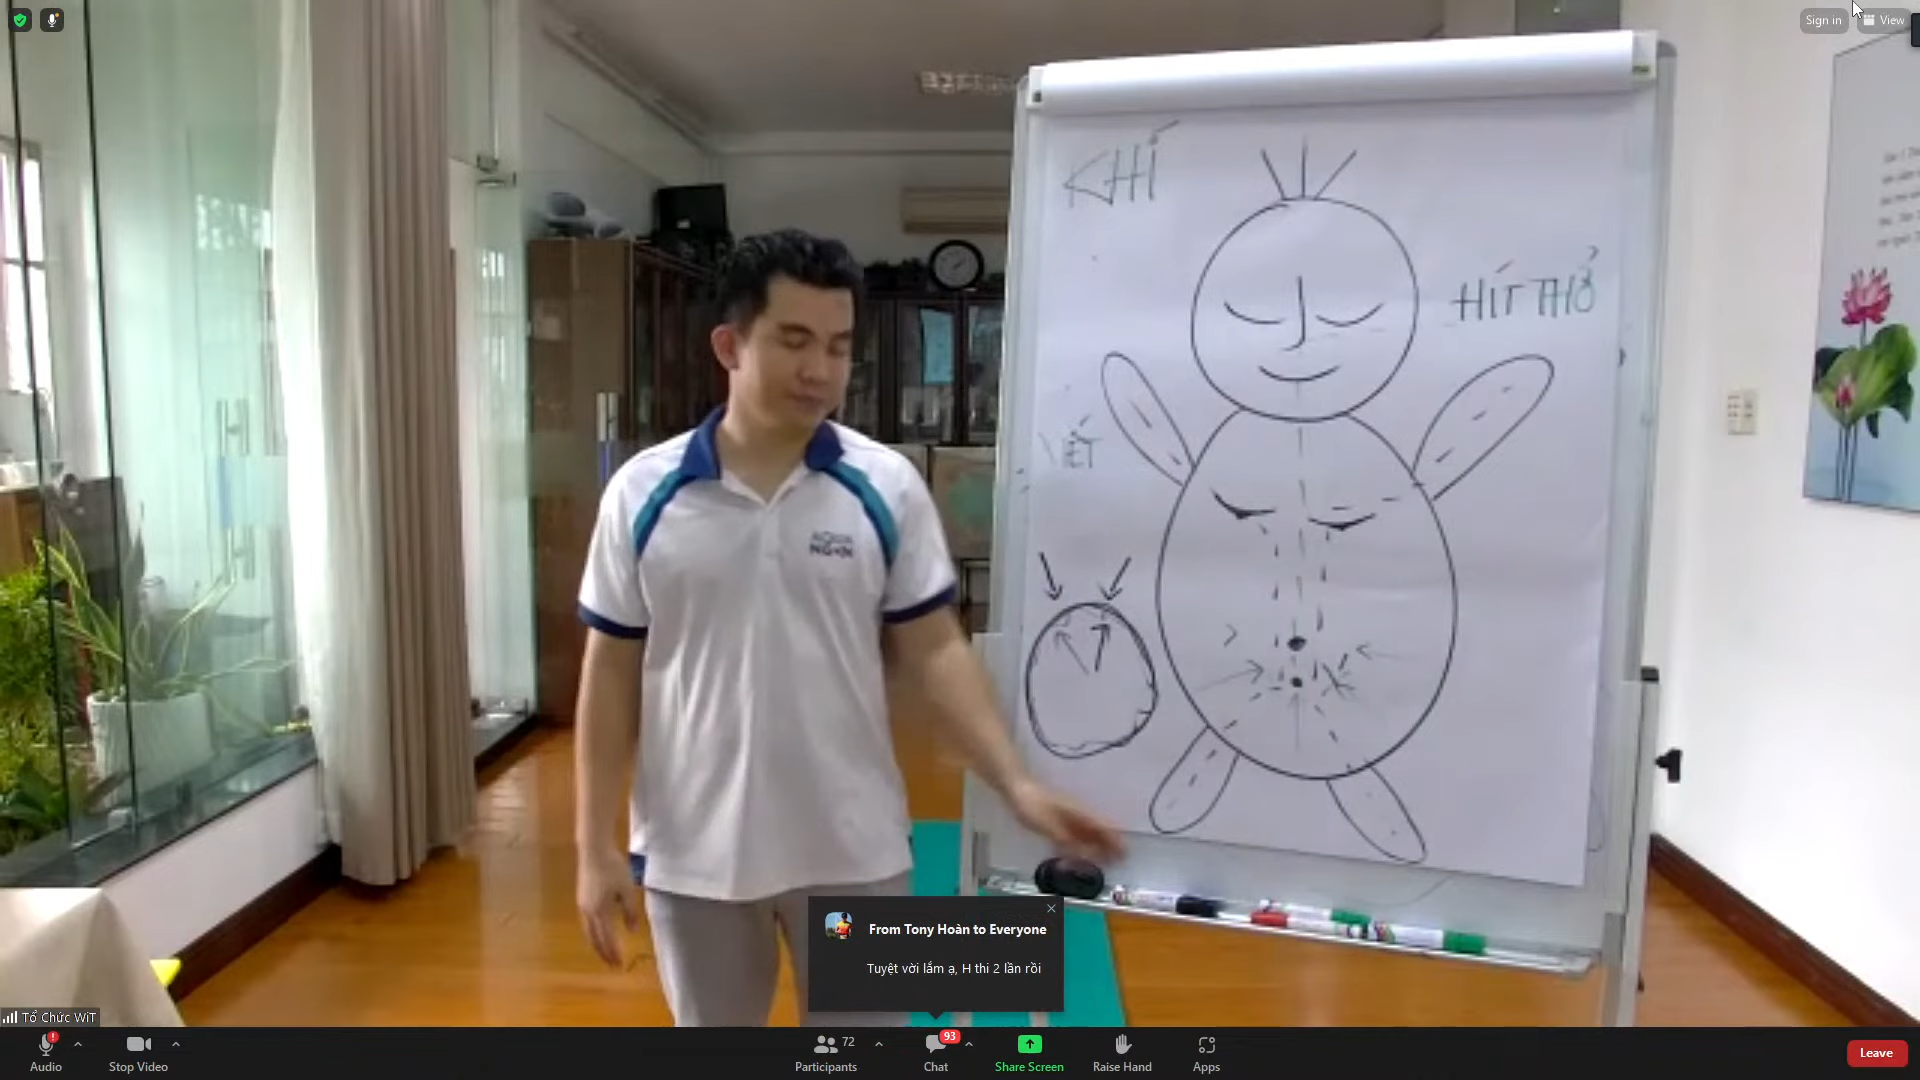 Sign in
View
KHÍ
HÍT THỞ
From Tony Hoàn to Everyone
Tuyệt vời lắm ạ, H thi 2 lần rồi
Tổ Chức WiT
Audio
Stop Video
72
Participants
93
Chat
Share Screen
Raise Hand
Apps
Leave